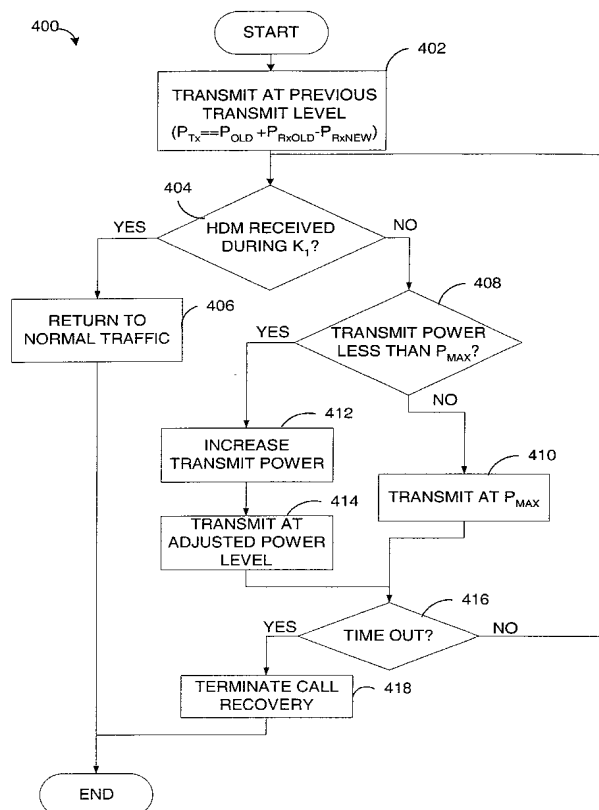 400
START
402
TRANSMIT AT PREVIOUS
TRANSMIT LEVEL
(P_Tx==P_OLD +P_RxOLD-P_RxNEW)
404
YES
HDM RECEIVED
DURING K_1?
NO
406
RETURN TO
NORMAL TRAFFIC
408
YES
TRANSMIT POWER
LESS THAN P_MAX?
NO
412
INCREASE
TRANSMIT POWER
410
TRANSMIT AT P_MAX
414
TRANSMIT AT
ADJUSTED POWER
LEVEL
416
YES
TIME OUT?
NO
TERMINATE CALL
RECOVERY
418
END